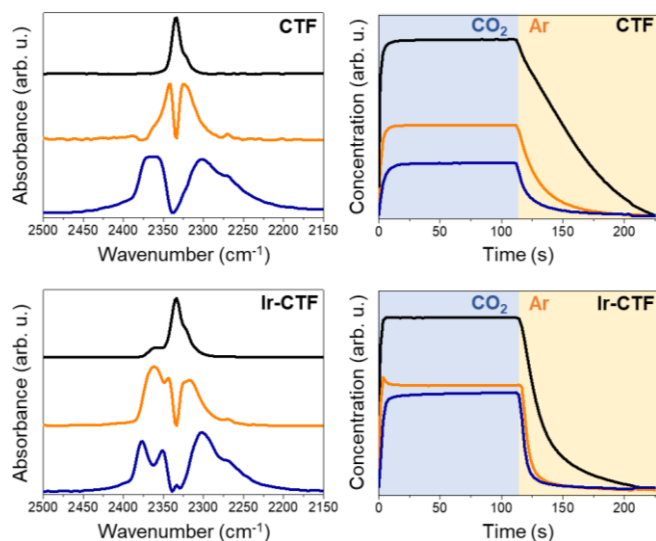 CTF
Absorbance (arb. u.)
2500 2450 2400 2350 2300 2250 2200 2150
Wavenumber (cm-1)
CO2 Ar CTF
Concentration (arb. u.)
0 50 100 150 200
Time (s)
Ir-CTF
Absorbance (arb. u.)
2500 2450 2400 2350 2300 2250 2200 2150
Wavenumber (cm-1)
CO2 Ar Ir-CTF
Concentration (arb. u.)
0 50 100 150 200
Time (s)